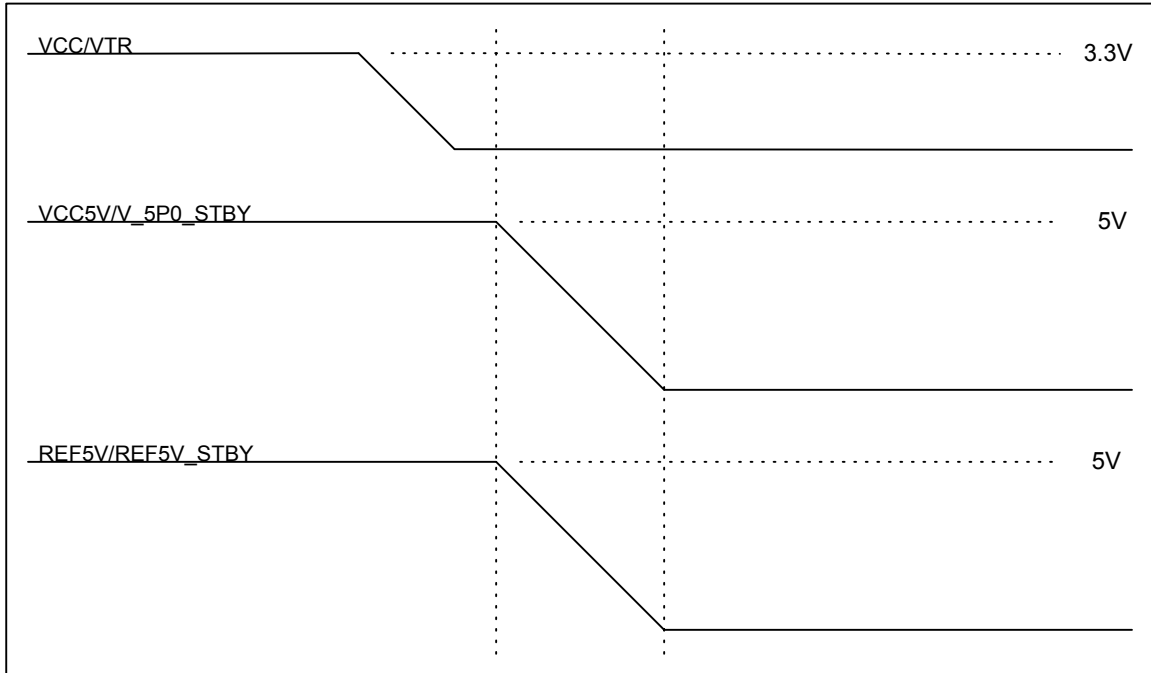 VCC/VTR
3.3V
VCC5V/V_5P0_STBY
5V
REF5V/REF5V_STBY
5V